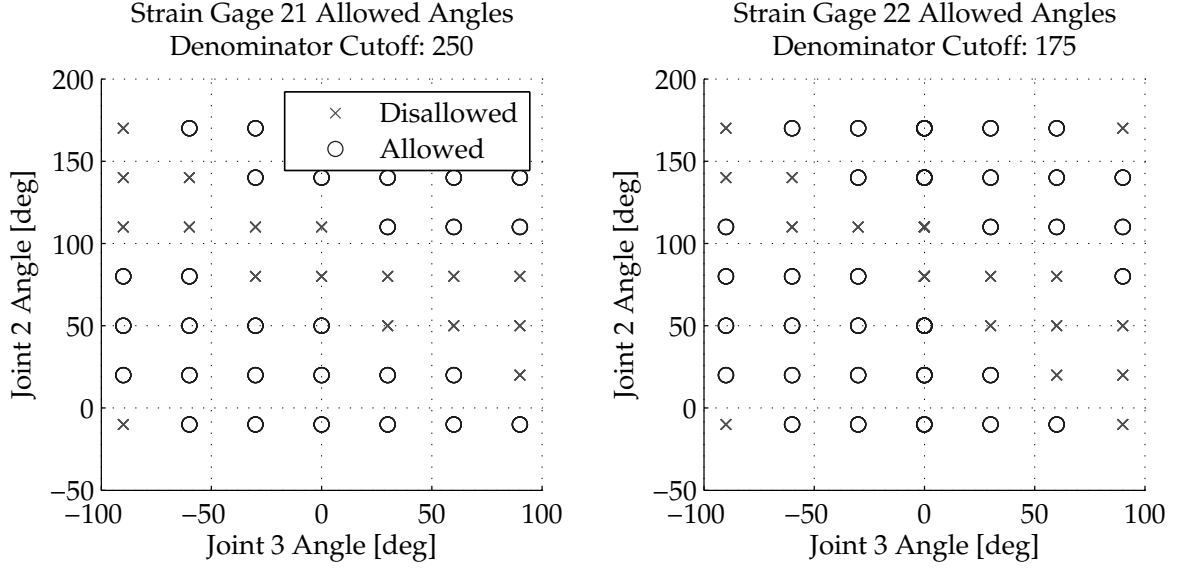 Strain Gage 21 Allowed Angles
Denominator Cutoff: 250
200
150
100
50
0
−50
Joint 2 Angle [deg]
Disallowed
Allowed
−100 −50 0 50 100
Joint 3 Angle [deg]
Strain Gage 22 Allowed Angles
Denominator Cutoff: 175
200
150
100
50
0
−50
Joint 2 Angle [deg]
−100 −50 0 50 100
Joint 3 Angle [deg]